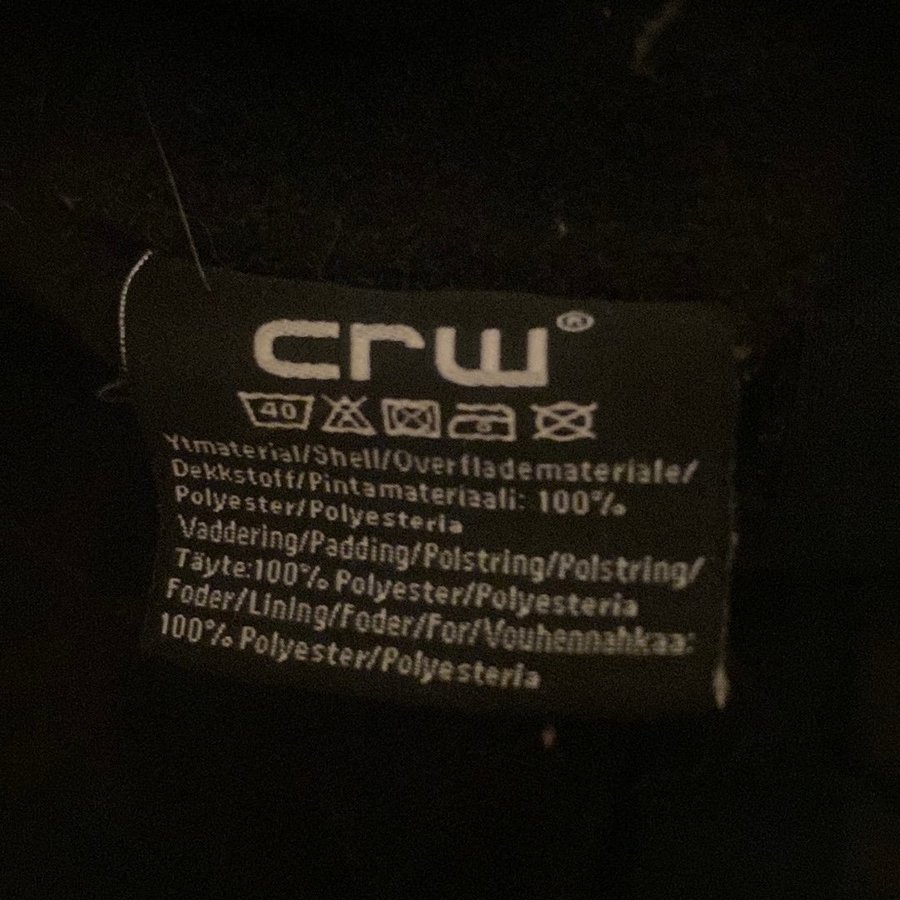 crw®
40
Ytmaterial/Shell/Overflademateriale/
Dekkstoff/Pintamateriaali: 100%
Polyester/Polyesteria
Vaddering/Padding/Polstring/Polstring/
Täyte:100% Polyester/Polyesteria
Foder/Lining/Foder/For/Vouhennahkaa:
100% Polyester/Polyesteria